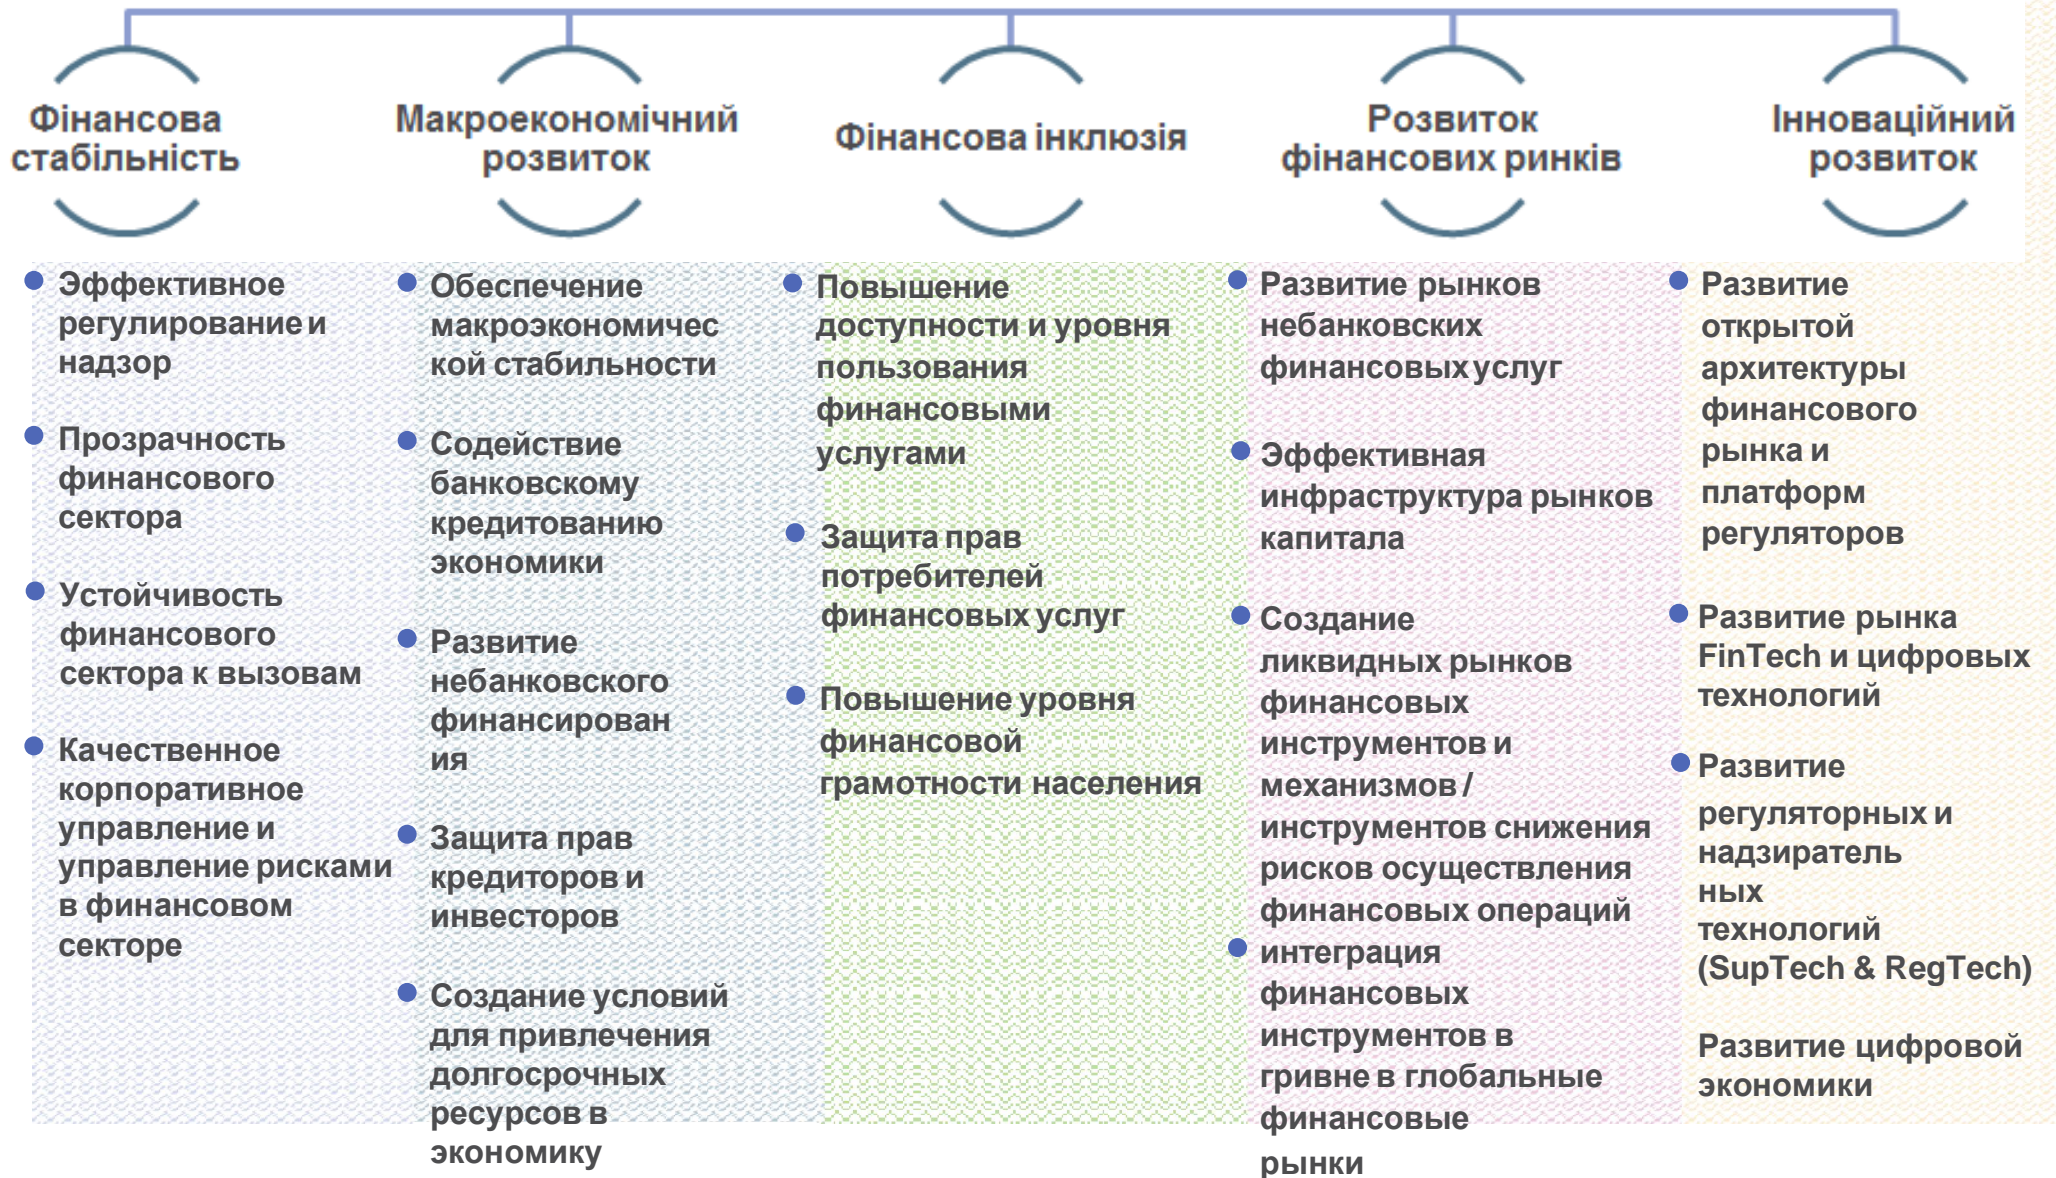 Фінансова
стабільність
Макроекономічний
розвиток
Фінансова інклюзія
Розвиток
фінансових ринків
Інноваційний
розвиток
Эффективное
регулирование и
надзор
Прозрачность
финансового
сектора
Устойчивость
финансового
сектора к вызовам
Качественное
корпоративное
управление и
управление рисками
в финансовом
секторе
Обеспечение
макроэкономичес
кой стабильности
Содействие
банковскому
кредитованию
экономики
Развитие
небанковского
финансирован
ия
Защита прав
кредиторов и
инвесторов
Создание условий
для привлечения
долгосрочных
ресурсов в
экономику
Повышение
доступности и уровня
пользования
финансовыми
услугами
Защита прав
потребителей
финансовых услуг
Повышение уровня
финансовой
грамотности населения
Развитие рынков
небанковских
финансовых услуг
Эффективная
инфраструктура рынков
капитала
Создание
ликвидных рынков
финансовых
инструментов и
механизмов /
инструментов снижения
рисков осуществления
финансовых операций
интеграция
финансовых
инструментов в
гривне в глобальные
финансовые
рынки
Развитие
открытой
архитектуры
финансового
рынка и
платформ
регуляторов
Развитие рынка
FinTech и цифровых
технологий
Развитие
регуляторных и
надзиратель
ных
технологий
(SupTech & RegTech)
Развитие цифровой
экономики